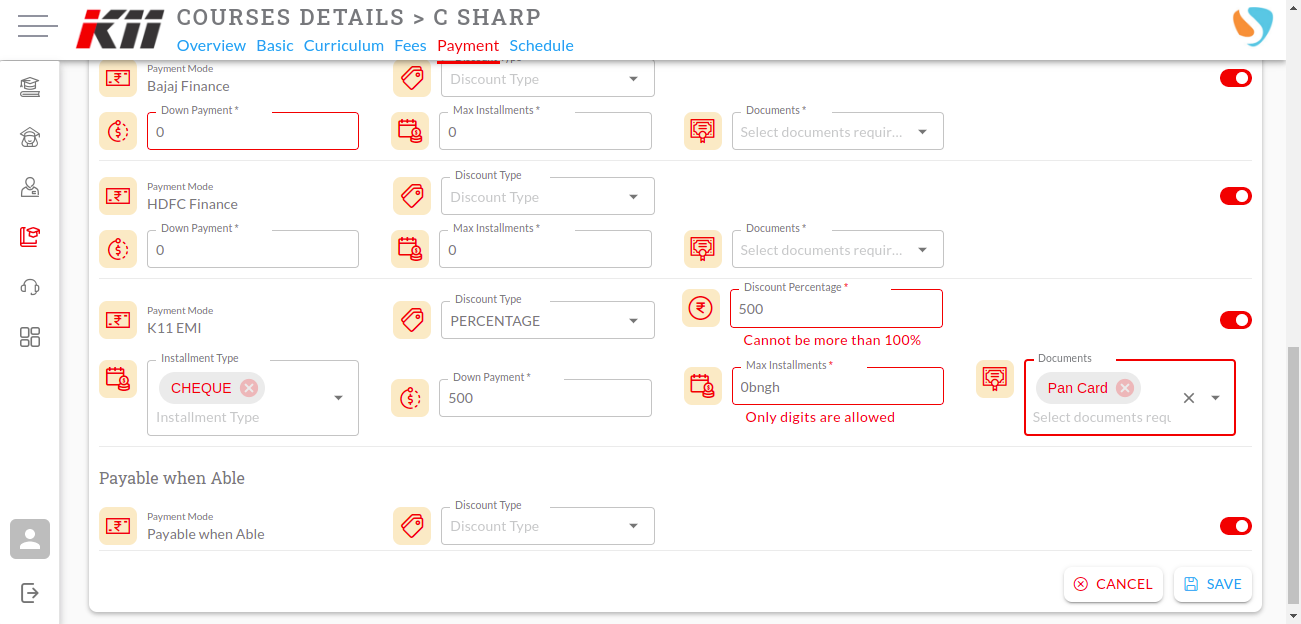 K11
COURSES DETAILS > C SHARP
Overview Basic Curriculum Fees Payment Schedule
Payment Mode
Bajaj Finance
Discount Type
Discount Type
Down Payment *
0
Max Installments *
0
Documents *
Select documents requir...
Payment Mode
HDFC Finance
Discount Type
Discount Type
Down Payment *
0
Max Installments *
0
Documents *
Select documents requir...
Payment Mode
K11 EMI
Discount Type
PERCENTAGE
Discount Percentage *
500
Cannot be more than 100%
Installment Type
CHEQUE
Installment Type
Down Payment *
500
Max Installments *
0bngh
Only digits are allowed
Documents
Pan Card
Select documents requ
Payable when Able
Payment Mode
Payable when Able
Discount Type
Discount Type
CANCEL
SAVE